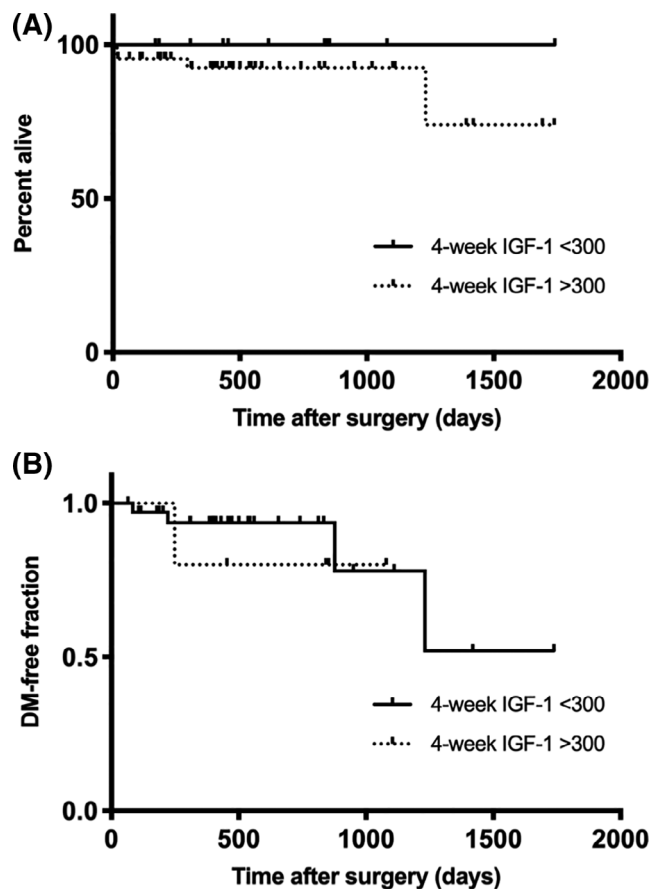 (A)
100
50
0
Percent alive
4-week IGF-1 <300
4-week IGF-1 >300
0 500 1000 1500 2000
Time after surgery (days)
(B)
1.0
0.5
0.0
DM-free fraction
4-week IGF-1 <300
4-week IGF-1 >300
0 500 1000 1500 2000
Time after surgery (days)